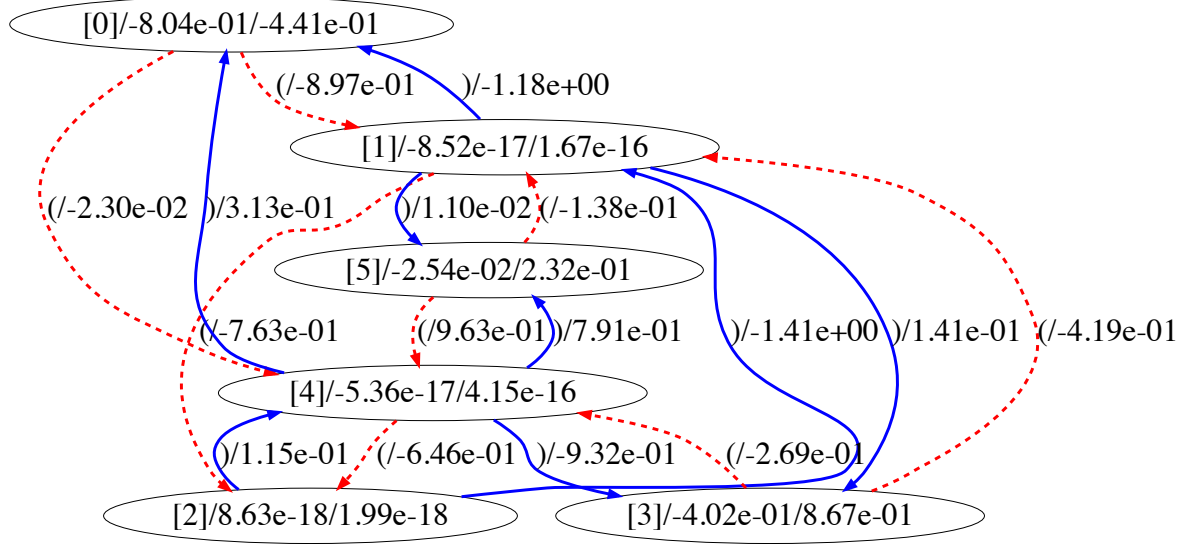 [0]/-8.04e-01/-4.41e-01
(/-8.97e-01
)/-1.18e+00
[1]/-8.52e-17/1.67e-16
(/-2.30e-02
)/3.13e-01
)/1.10e-02
(/-1.38e-01
[5]/-2.54e-02/2.32e-01
(/-7.63e-01
(/9.63e-01
)/7.91e-01
)/-1.41e+00
)/1.41e-01
(/-4.19e-01
[4]/-5.36e-17/4.15e-16
)/1.15e-01
(/-6.46e-01
)/-9.32e-01
(/-2.69e-01
[2]/8.63e-18/1.99e-18
[3]/-4.02e-01/8.67e-01